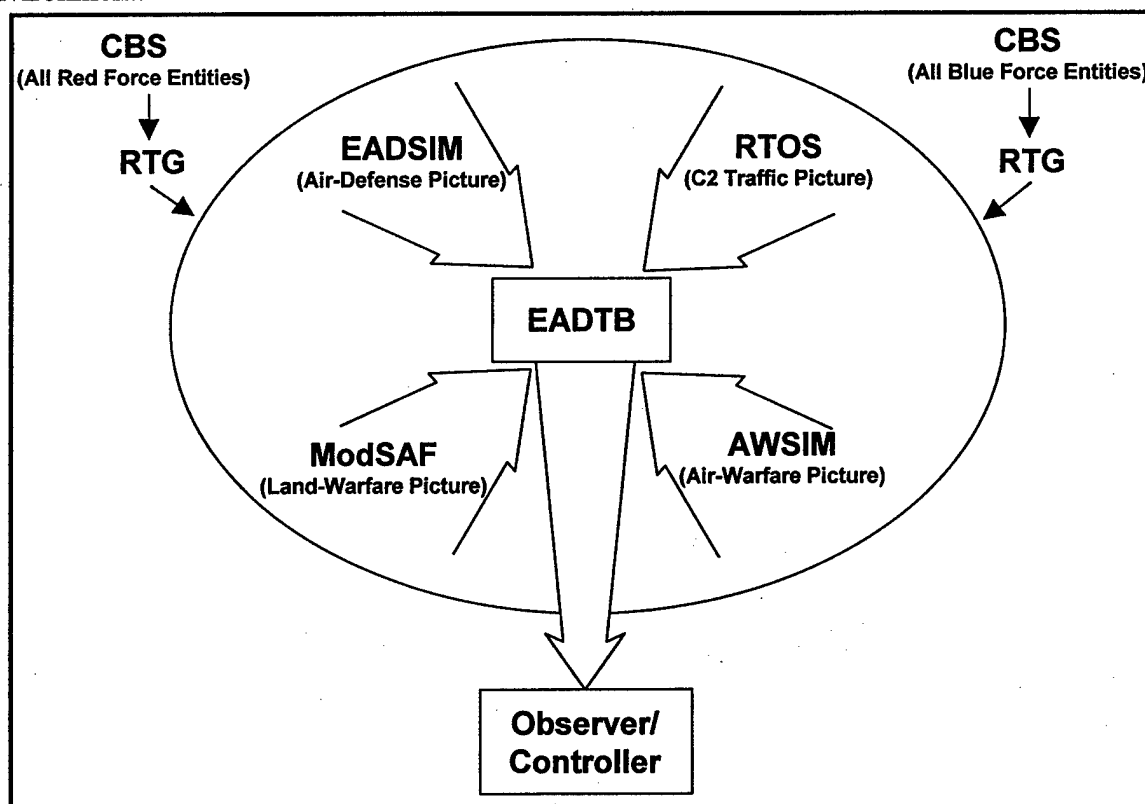 CBS
(All Red Force Entities)
RTG
CBS
(All Blue Force Entities)
RTG
EADSIM
(Air-Defense Picture)
RTOS
(C2 Traffic Picture)
EADTB
ModSAF
(Land-Warfare Picture)
AWSIM
(Air-Warfare Picture)
Observer/
Controller